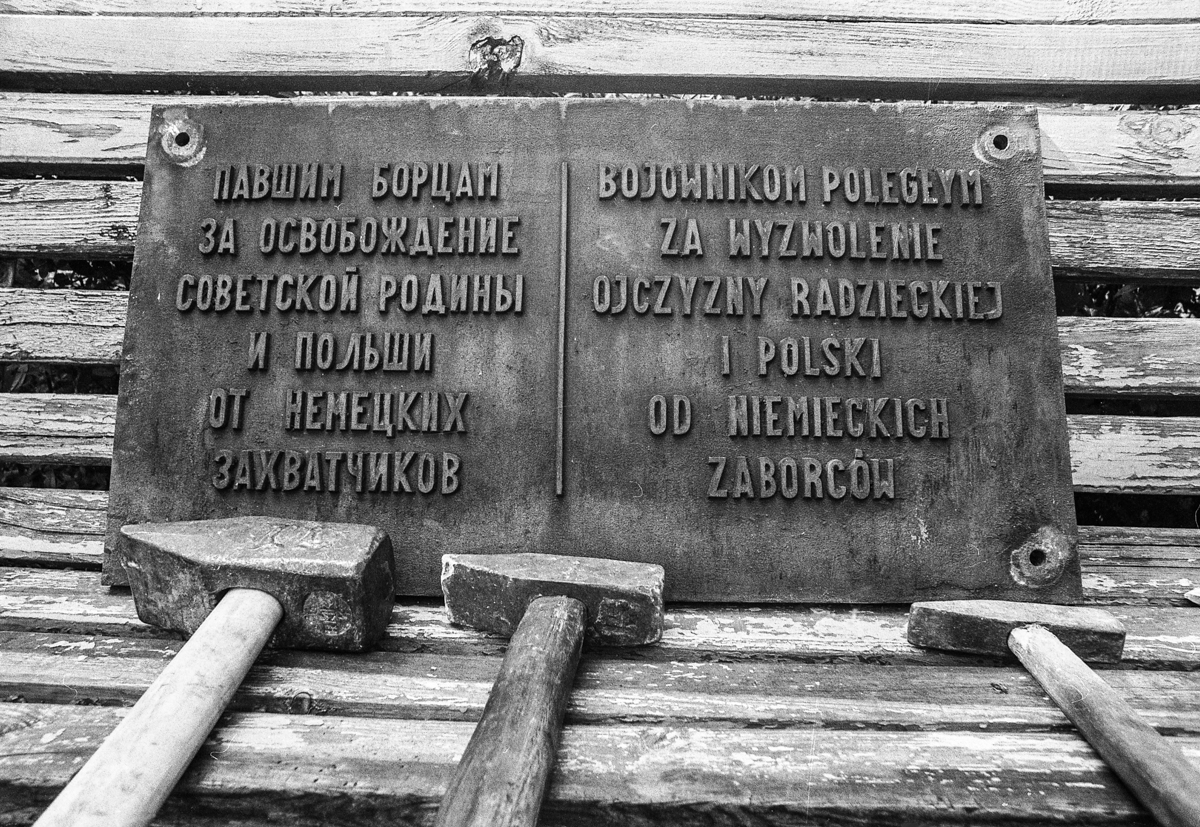 ПАВШИМ БОРЦАМ
ЗА ОСВОБОЖДЕНИЕ
СОВЕТСКОЙ РОДИНЫ
И ПОЛЬШИ
ОТ НЕМЕЦКИХ
ЗАХВАТЧИКОВ
BOJOWNIKOM POLEGŁYM
ZA WYZWOLENIE
OJCZYZNY RADZIECKIEJ
I POLSKI
OD NIEMIECKICH
ZABORCÓW